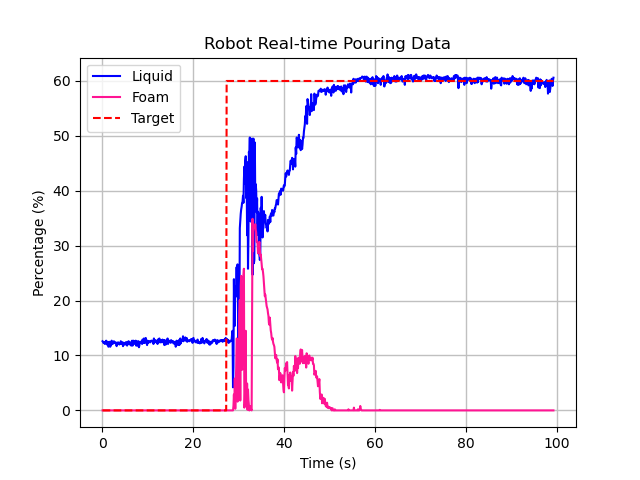 Robot Real-time Pouring Data
Liquid
Foam
Target
60
50
40
30
20
10
0
Percentage (%)
0 20 40 60 80 100
Time (s)